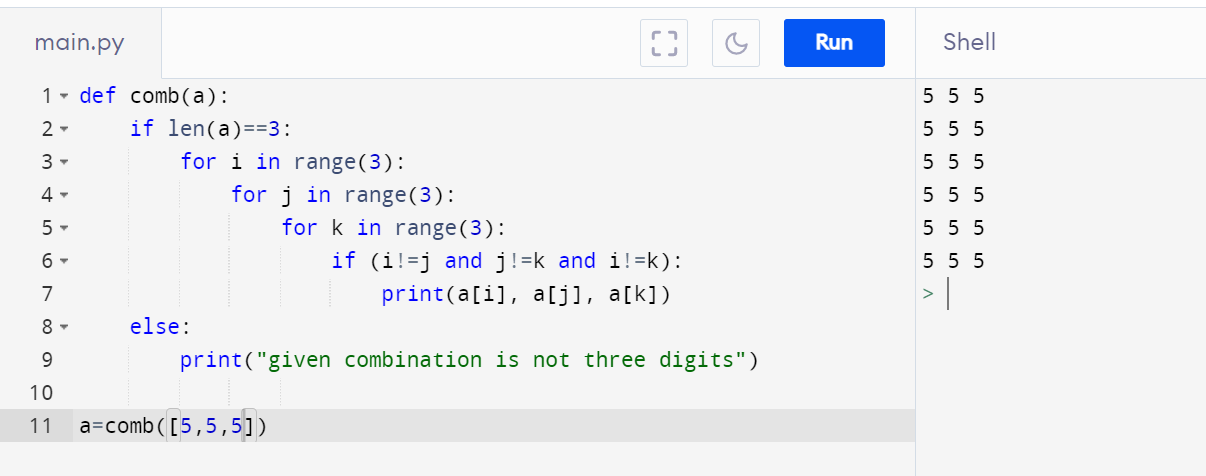 main.py
Run
Shell
1 def comb(a):
2     if len(a)==3:
3         for i in range(3):
4             for j in range(3):
5                 for k in range(3):
6                     if (i!=j and j!=k and i!=k):
7                         print(a[i], a[j], a[k])
8     else:
9         print("given combination is not three digits")
10
11 a=comb([5,5,5])
5 5 5
5 5 5
5 5 5
5 5 5
5 5 5
5 5 5
>